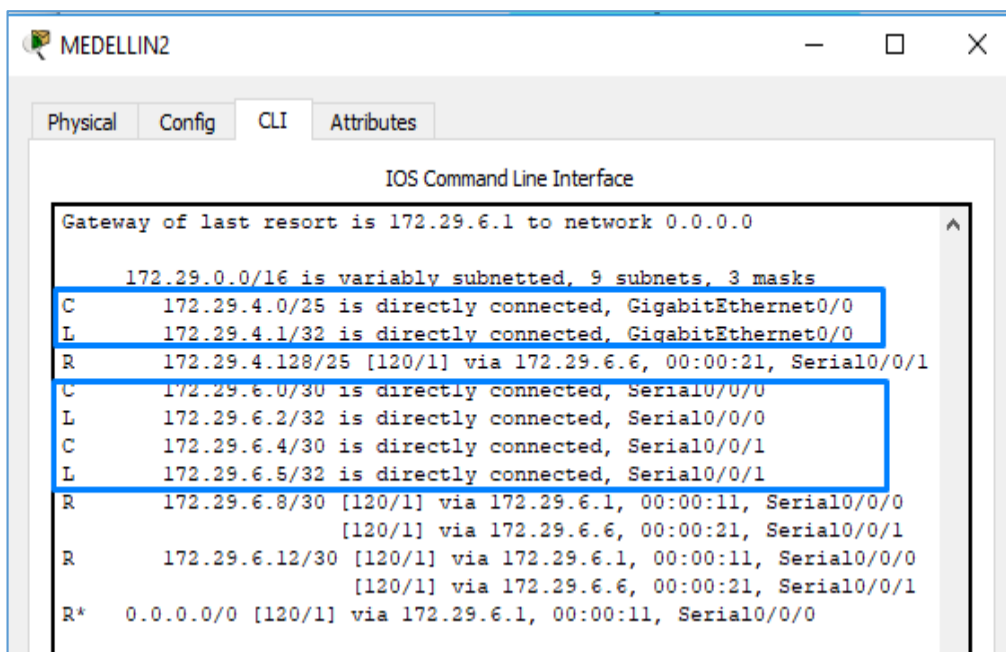 MEDELLIN2
Physical Config CLI Attributes
IOS Command Line Interface
Gateway of last resort is 172.29.6.1 to network 0.0.0.0
172.29.0.0/16 is variably subnetted, 9 subnets, 3 masks
C 172.29.4.0/25 is directly connected, GigabitEthernet0/0
L 172.29.4.1/32 is directly connected, GigabitEthernet0/0
R 172.29.4.128/25 [120/1] via 172.29.6.6, 00:00:21, Serial0/0/1
C 172.29.6.0/30 is directly connected, Serial0/0/0
L 172.29.6.2/32 is directly connected, Serial0/0/0
C 172.29.6.4/30 is directly connected, Serial0/0/1
L 172.29.6.5/32 is directly connected, Serial0/0/1
R 172.29.6.8/30 [120/1] via 172.29.6.1, 00:00:11, Serial0/0/0
[120/1] via 172.29.6.6, 00:00:21, Serial0/0/1
R 172.29.6.12/30 [120/1] via 172.29.6.1, 00:00:11, Serial0/0/0
[120/1] via 172.29.6.6, 00:00:21, Serial0/0/1
R* 0.0.0.0/0 [120/1] via 172.29.6.1, 00:00:11, Serial0/0/0